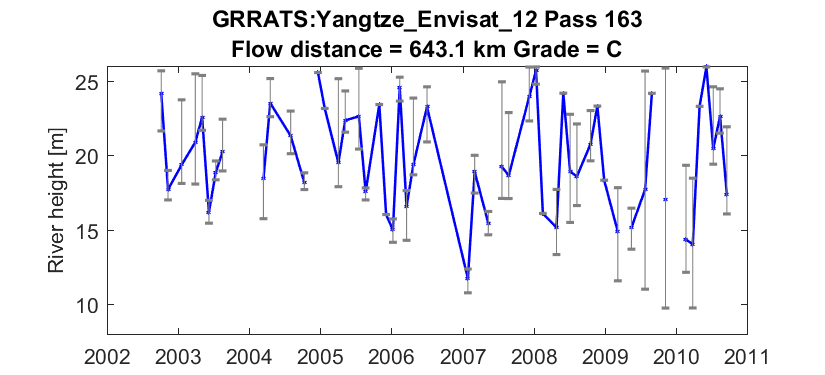 GRRATS:Yangtze_Envisat_12 Pass 163
Flow distance = 643.1 km Grade = C
River height [m]
25
20
15
10
2002 2003 2004 2005 2006 2007 2008 2009 2010 2011